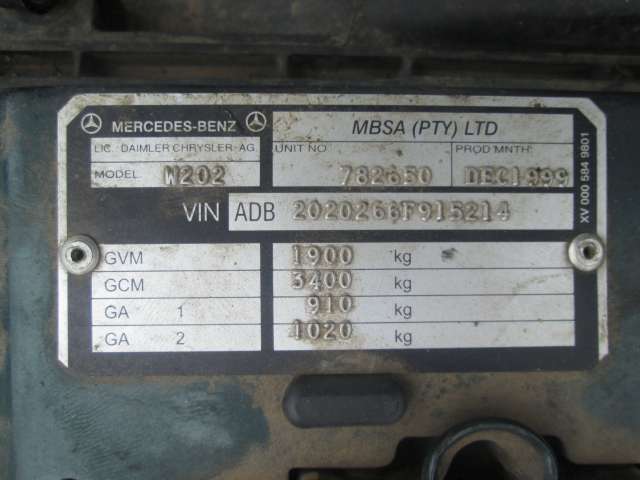 MERCEDES-BENZ MBSA (PTY) LTD
LIC. DAIMLER CHRYSLER-AG. UNIT NO PROD MNTH:
MODEL W202 782650 DEC1999
VIN ADB 2020266F915214
GVM 1900 kg
GCM 3400 kg
GA 1 910 kg
GA 2 1020 kg
XV 000 584 9801